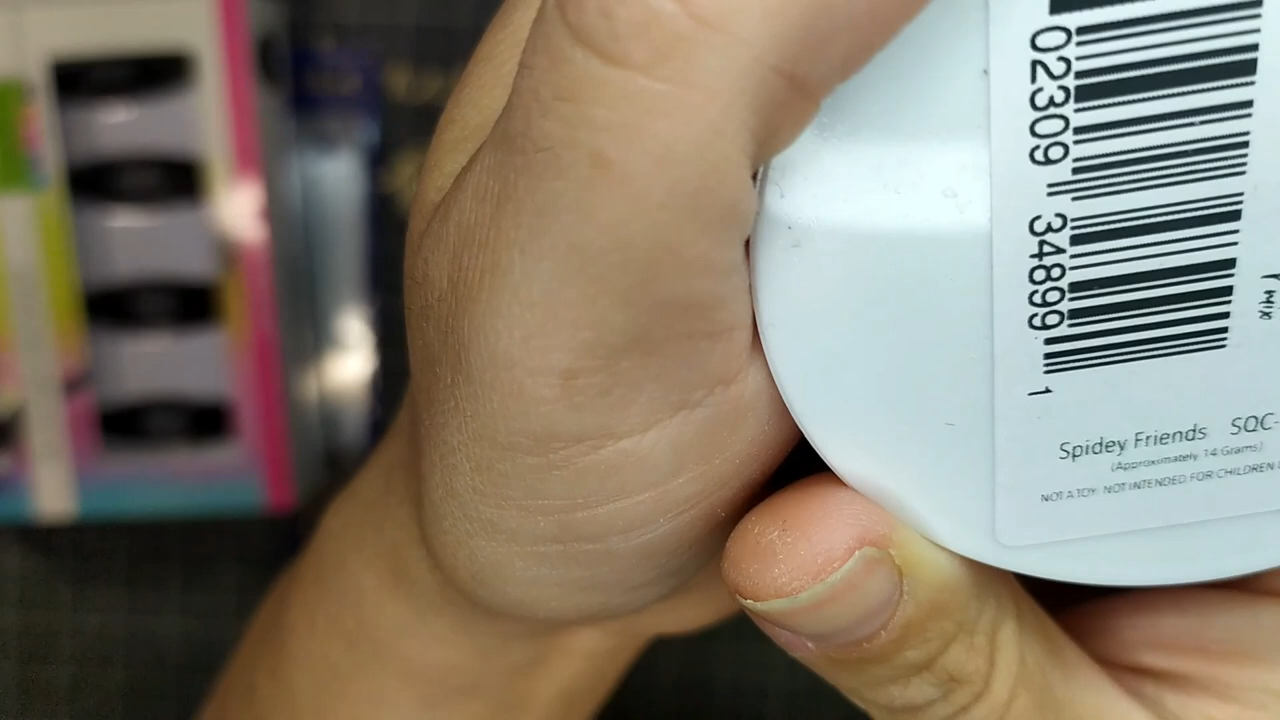 02309 34899 1
Spidey Friends SQC-
(Approximately 14 Grams)
NOT A TOY. NOT INTENDED FOR CHILDREN